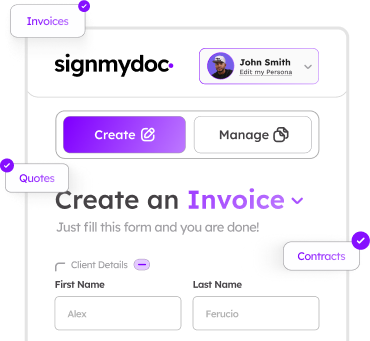 Invoices
signmydoc
John Smith
Edit my Persona
Create
Manage
Quotes
Create an Invoice
Just fill this form and you are done!
Contracts
Client Details
First Name
Last Name
Alex
Ferucio